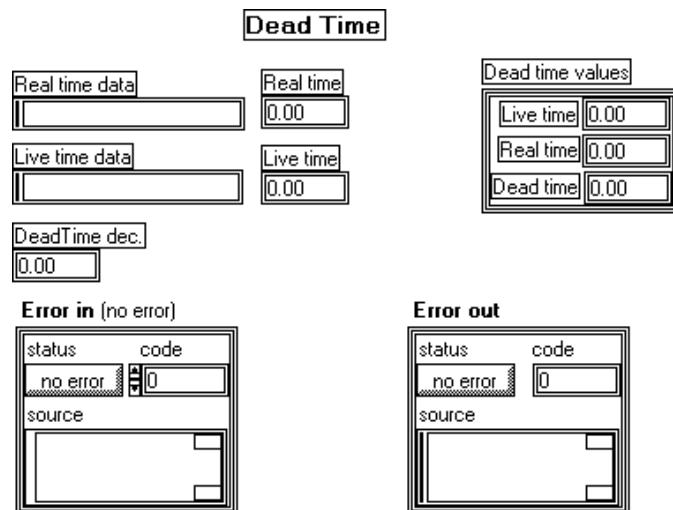 Dead Time
Real time data
Real time
0.00
Live time data
Live time
0.00
DeadTime dec.
0.00
Dead time values
Live time 0.00
Real time 0.00
Dead time 0.00
Error in (no error)
status code
no error 0
source
Error out
status code
no error 0
source